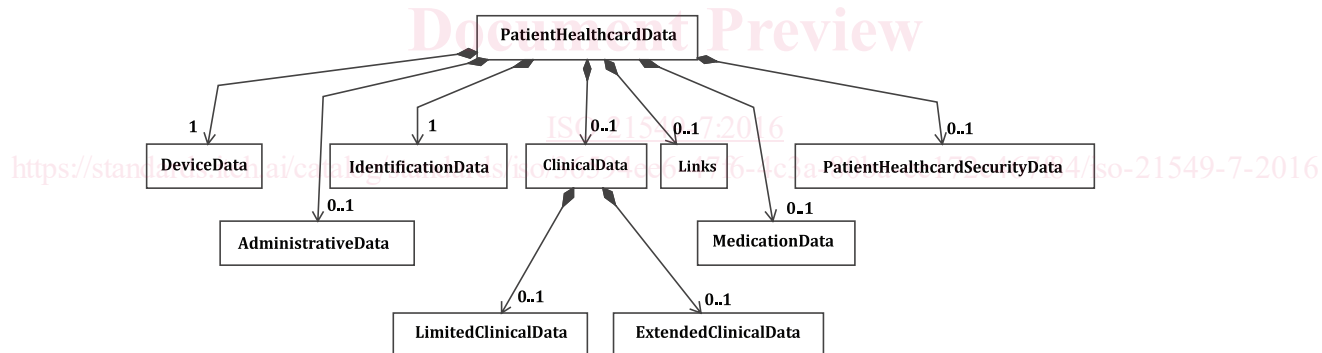 Document Preview
PatientHealthcardData
ISO 21549-7:2016
1
0..1
1
0..1
0..1
0..1
0..1
DeviceData
IdentificationData
ClinicalData
Links
PatientHealthcardSecurityData
AdministrativeData
MedicationData
0..1
0..1
LimitedClinicalData
ExtendedClinicalData